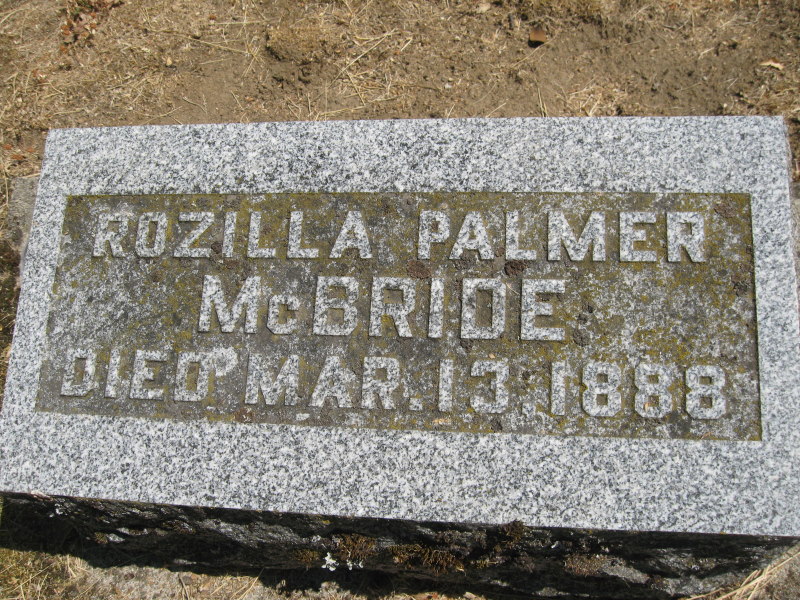 ROZILLA PALMER
McBRIDE
DIED MAR. 13, 1888